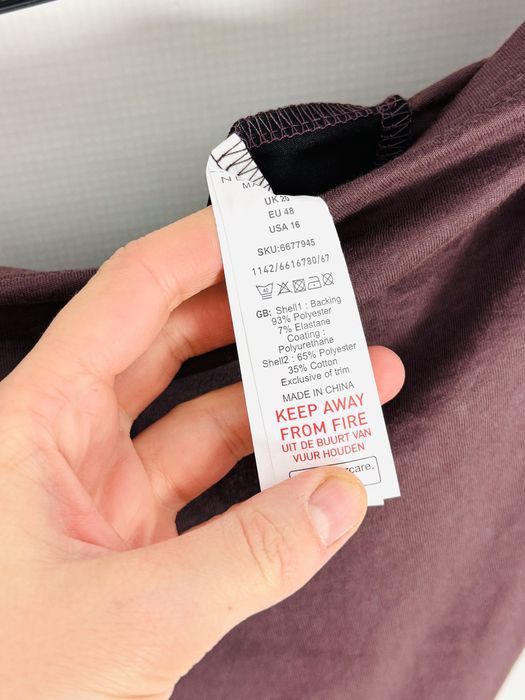 UK 20
EU 48
USA 16
SKU:6677945
1142/6616780/67
40
GB: Shell1 : Backing
93% Polyester
7% Elastane
Coating :
Polyurethane
Shell2 : 65% Polyester
35% Cotton
Exclusive of trim
MADE IN CHINA
KEEP AWAY
FROM FIRE
UIT DE BUURT VAN
VUUR HOUDEN